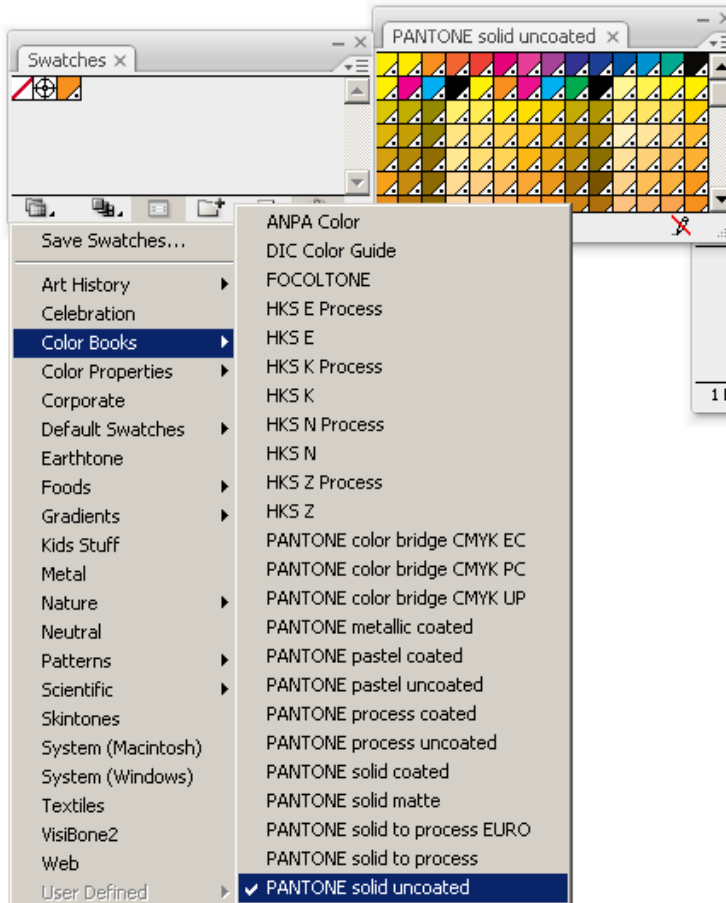 PANTONE solid uncoated
Swatches
Save Swatches...
Art History
Celebration
Color Books
Color Properties
Corporate
Default Swatches
Earthtone
Foods
Gradients
Kids Stuff
Metal
Nature
Neutral
Patterns
Scientific
Skintones
System (Macintosh)
System (Windows)
Textiles
VisiBone2
Web
User Defined
ANPA Color
DIC Color Guide
FOCOLTONE
HKS E Process
HKS E
HKS K Process
HKS K
HKS N Process
HKS N
HKS Z Process
HKS Z
PANTONE color bridge CMYK EC
PANTONE color bridge CMYK PC
PANTONE color bridge CMYK UP
PANTONE metallic coated
PANTONE pastel coated
PANTONE pastel uncoated
PANTONE process coated
PANTONE process uncoated
PANTONE solid coated
PANTONE solid matte
PANTONE solid to process EURO
PANTONE solid to process
PANTONE solid uncoated
1